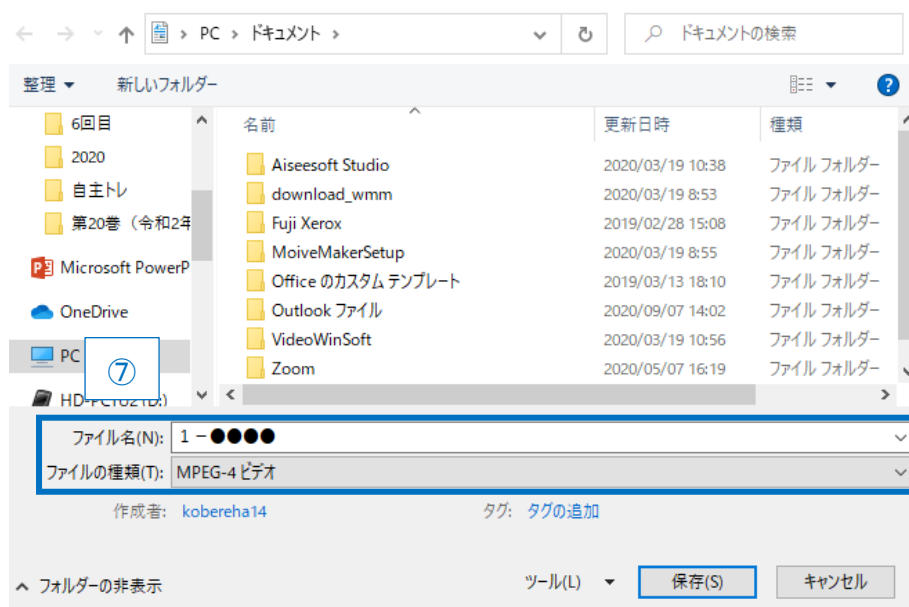 PC › ドキュメント ›
ドキュメントの検索
整理 新しいフォルダー
名前 更新日時 種類
6回目
2020
自主トレ
第20巻（令和2年
Microsoft PowerP
OneDrive
PC
HD-PCTU2(D:)
Aiseesoft Studio 2020/03/19 10:38 ファイル フォルダー
download_wmm 2020/03/19 8:53 ファイル フォルダー
Fuji Xerox 2019/02/28 15:08 ファイル フォルダー
MoiveMakerSetup 2020/03/19 8:55 ファイル フォルダー
Office のカスタム テンプレート 2019/03/13 18:10 ファイル フォルダー
Outlook ファイル 2020/09/07 14:02 ファイル フォルダー
VideoWinSoft 2020/03/19 10:56 ファイル フォルダー
Zoom 2020/05/07 16:19 ファイル フォルダー
⑦
ファイル名(N): 1－●●●●
ファイルの種類(T): MPEG-4 ビデオ
作成者: kobereha14 タグ: タグの追加
フォルダーの非表示 ツール(L) 保存(S) キャンセル